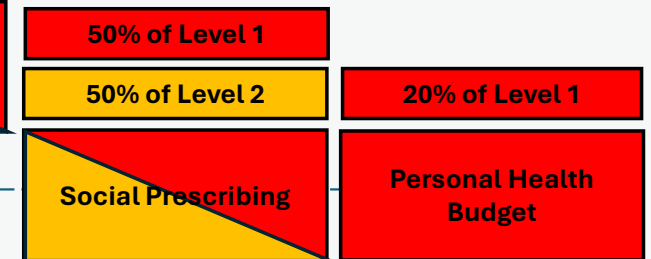 50% of Level 1
50% of Level 2
20% of Level 1
Social Prescribing
Personal Health
Budget